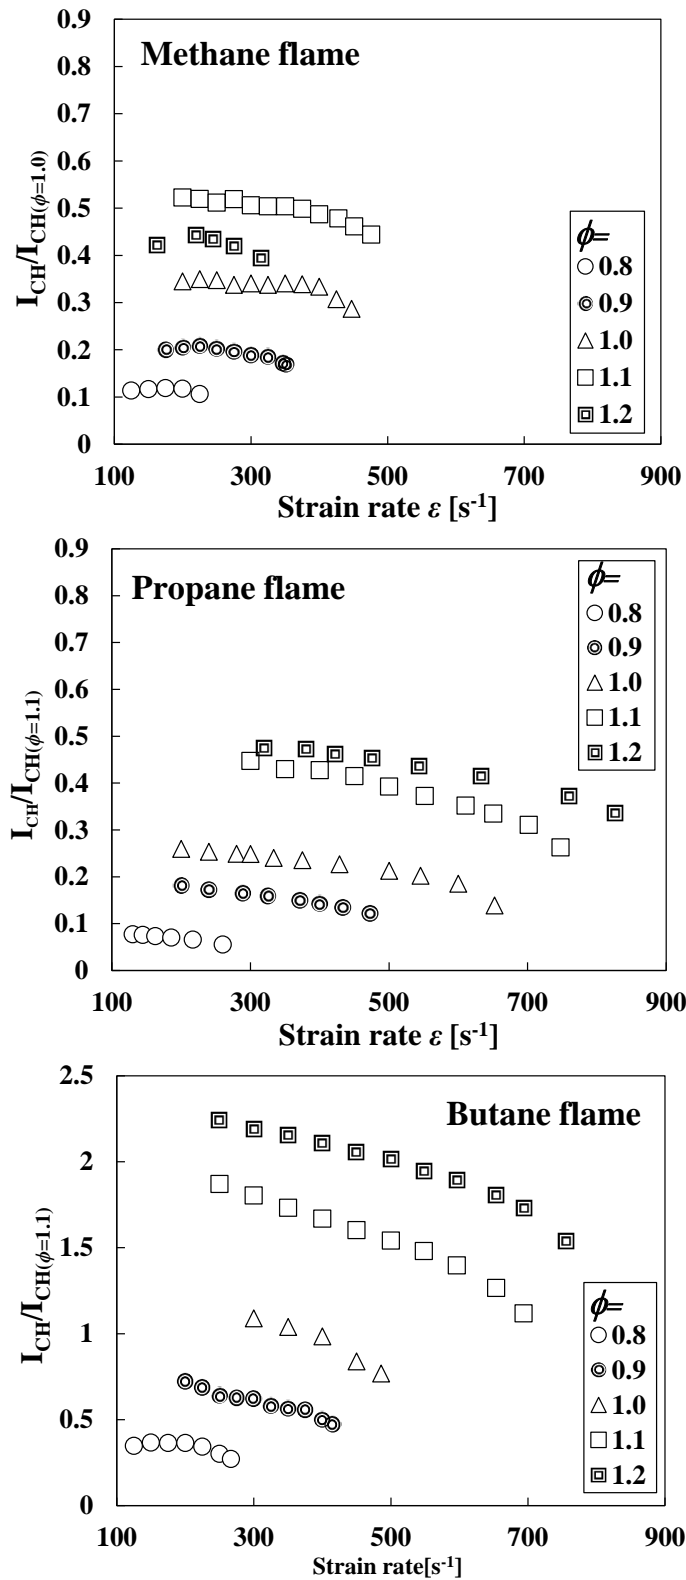 Methane flame
I_CH/I_CH(ϕ=1.0)
0.9
0.8
0.7
0.6
0.5
0.4
0.3
0.2
0.1
0
ϕ=
0.8
0.9
1.0
1.1
1.2
100 300 500 700 900
Strain rate ε [s⁻¹]
Propane flame
I_CH/I_CH(ϕ=1.1)
0.9
0.8
0.7
0.6
0.5
0.4
0.3
0.2
0.1
0
ϕ=
0.8
0.9
1.0
1.1
1.2
100 300 500 700 900
Strain rate ε [s⁻¹]
Butane flame
I_CH/I_CH(ϕ=1.1)
2.5
2
1.5
1
0.5
0
ϕ=
0.8
0.9
1.0
1.1
1.2
100 300 500 700 900
Strain rate[s⁻¹]